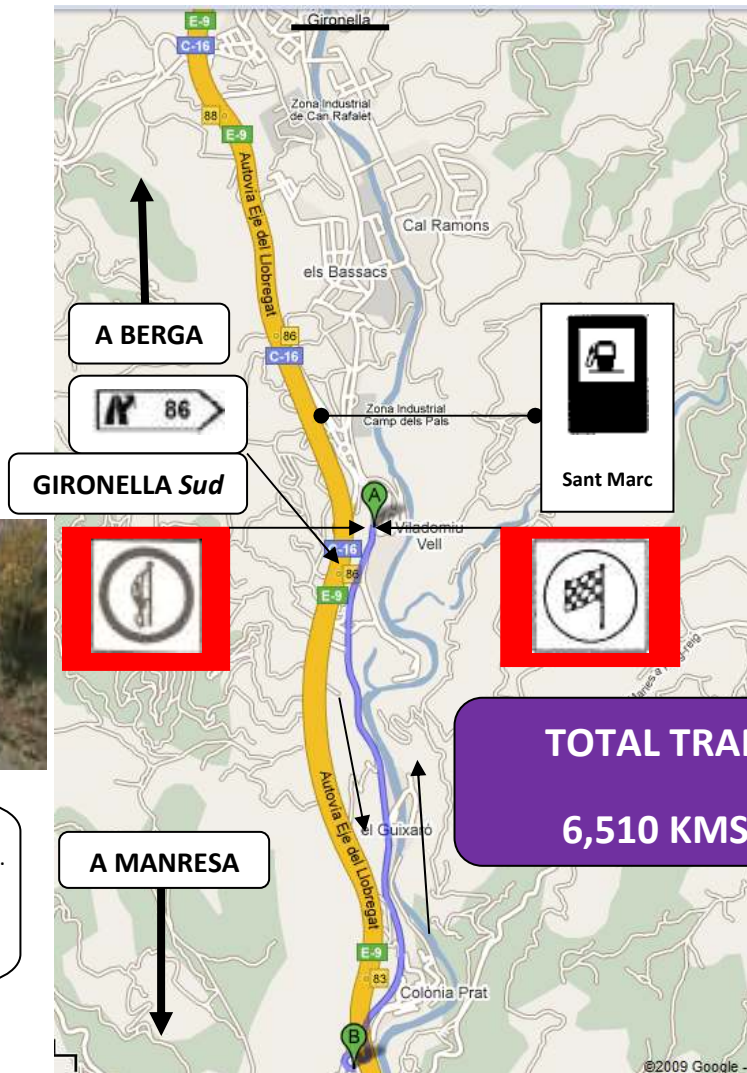 Gironella
E-9
C-16
Zona Industrial
de Can Rafalet
88
E-9
Autovía Eje del Llobregat
Cal Ramons
els Bassacs
A BERGA
86
C-16
86
Zona Industrial
Camp dels Pals
Sant Marc
GIRONELLA Sud
A
Viladomiu
Vell
C-16
86
E-9
TOTAL
6,510 KMS
el Guixaró
Autovía Eje del Llobregat
A MANRESA
E-9
83
Colònia Prat
B
©2009 Google -